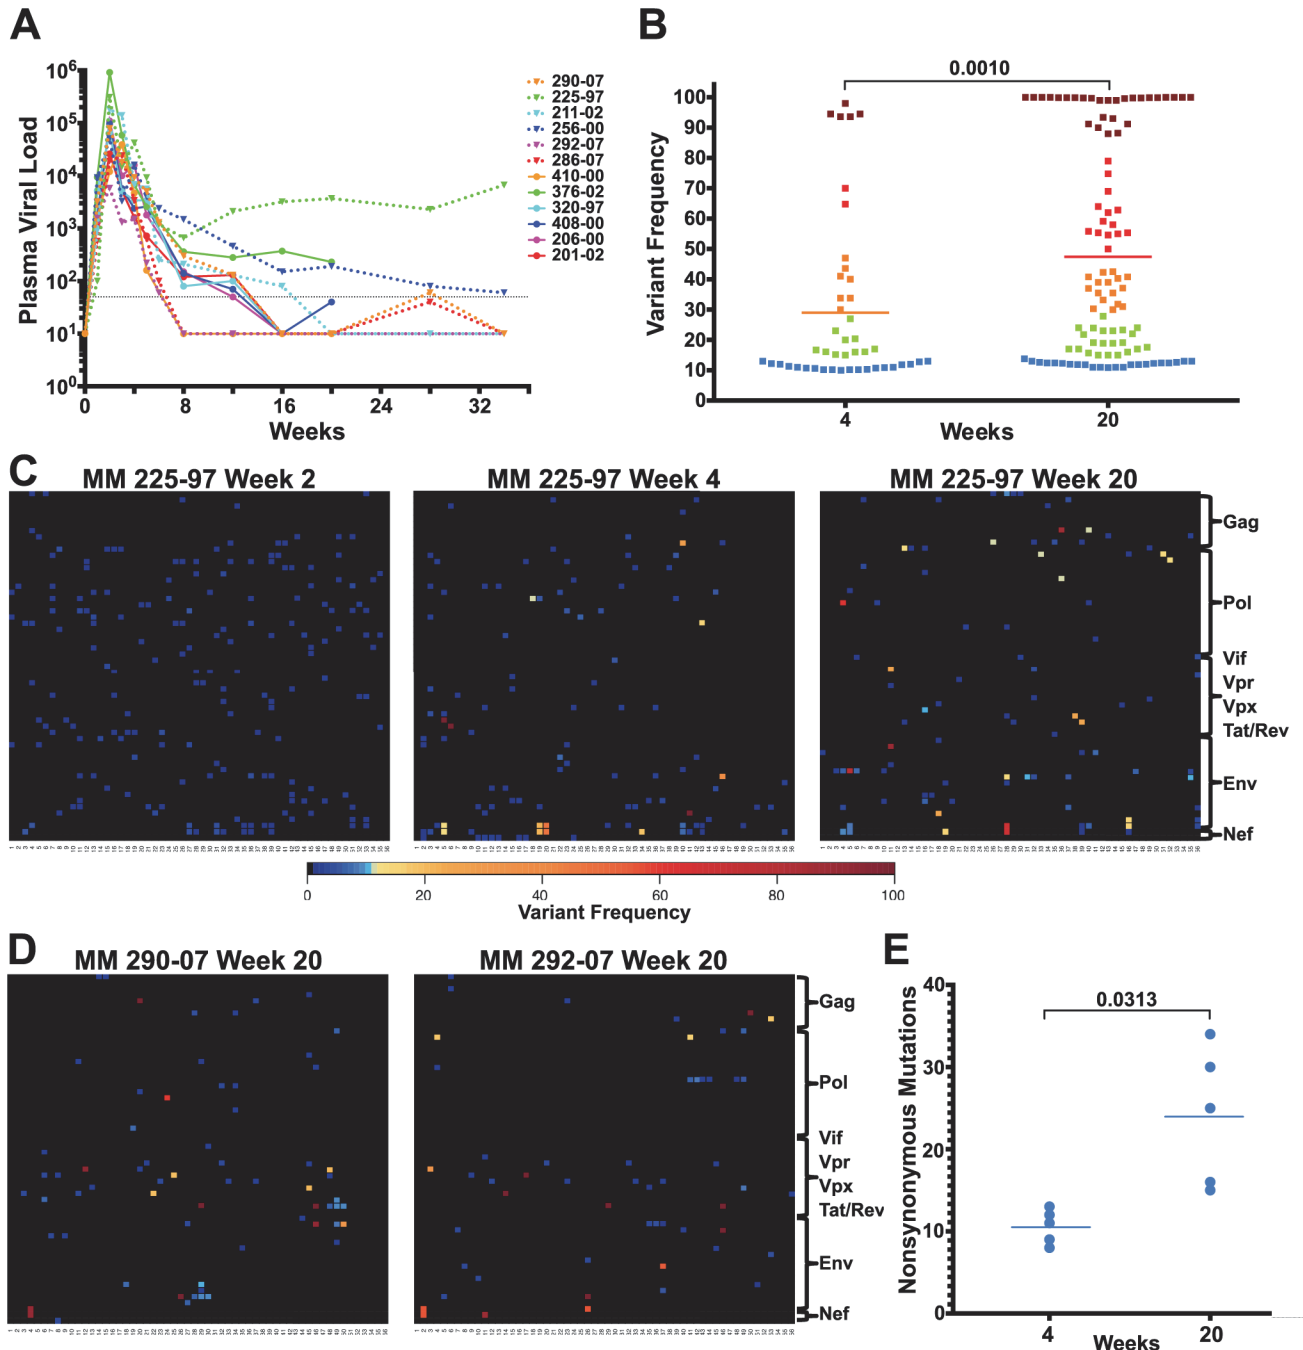 A
10^6
10^5
10^4
10^3
10^2
10^1
10^0
Plasma Viral Load
0 8 16 24 32
Weeks
290-07
225-97
211-02
256-00
292-07
286-07
410-00
376-02
320-97
408-00
206-00
201-02
B
0.0010
100
90
80
70
60
50
40
30
20
10
0
Variant Frequency
4 20
Weeks
C
MM 225-97 Week 2
MM 225-97 Week 4
MM 225-97 Week 20
Gag
Pol
Vif
Vpr
Vpx
Tat/Rev
Env
Nef
0 20 40 60 80 100
Variant Frequency
D
MM 290-07 Week 20
MM 292-07 Week 20
Gag
Pol
Vif
Vpr
Vpx
Tat/Rev
Env
Nef
E
0.0313
40
30
20
10
0
Nonsynonymous Mutations
4 20
Weeks